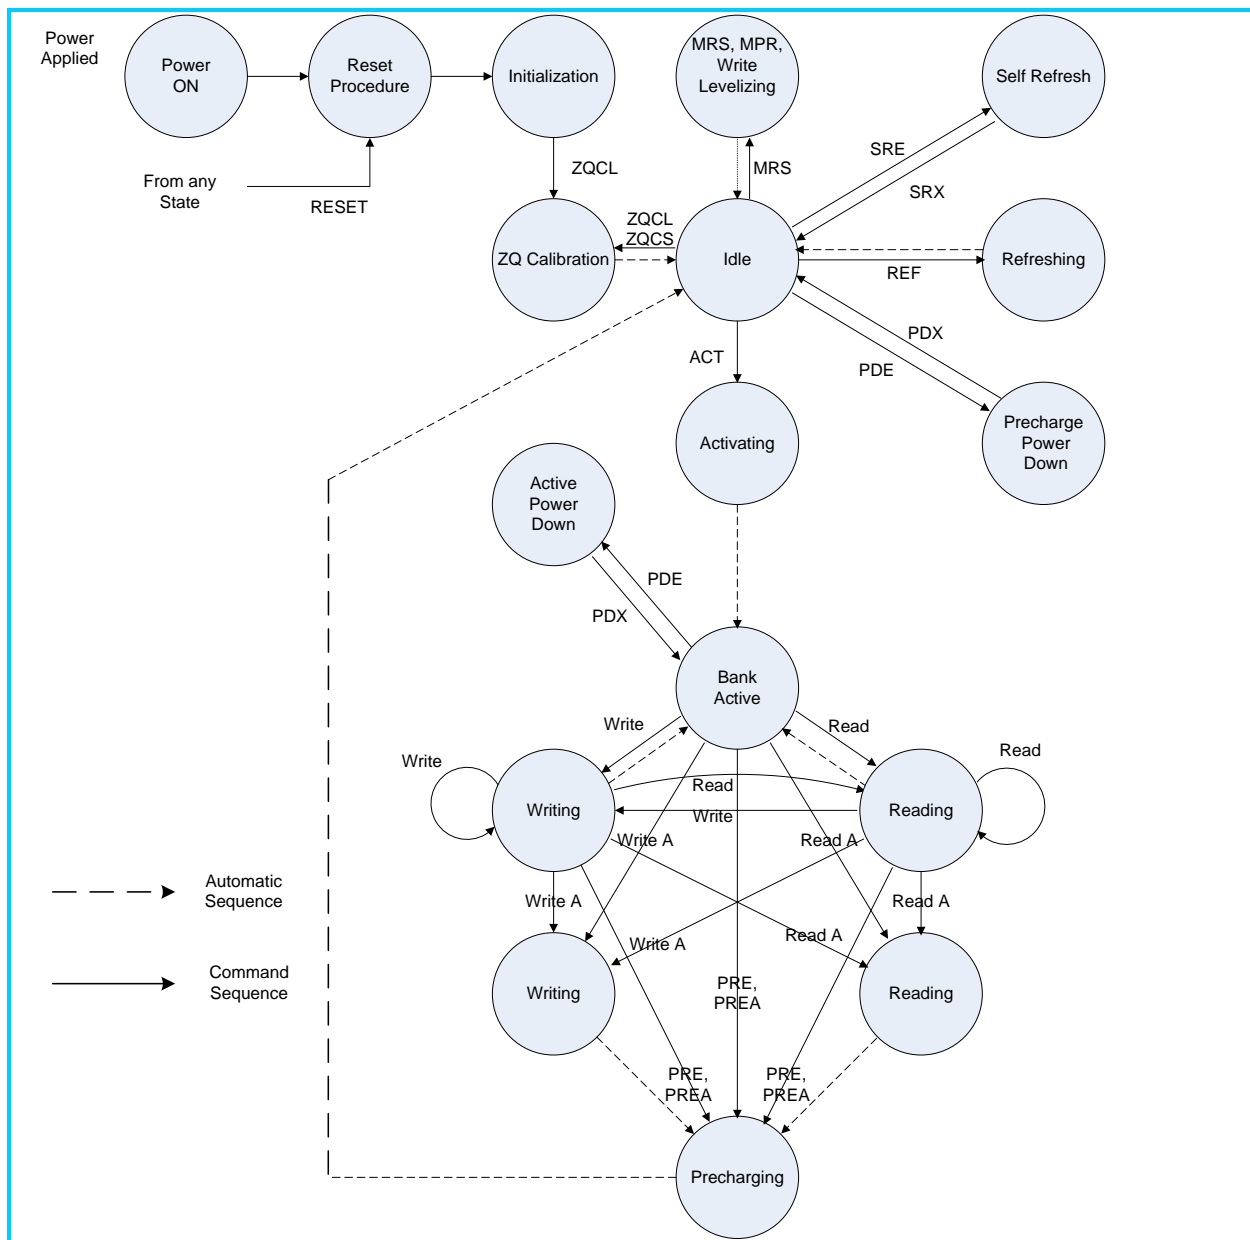 Power
Applied
Power
ON
Reset
Procedure
Initialization
MRS, MPR,
Write
Levelizing
Self Refresh
From any
State
RESET
ZQCL
MRS
SRE
SRX
ZQCL
ZQCS
ZQ Calibration
Idle
REF
Refreshing
ACT
PDX
PDE
Activating
Precharge
Power
Down
Active
Power
Down
PDE
PDX
Bank
Active
Write
Read
Write
Read
Writing
Read
Write
Reading
Write A
Read A
Automatic
Sequence
Write A
Read A
Write A
Read A
Command
Sequence
Writing
PRE,
PREA
Reading
PRE,
PREA
PRE,
PREA
Precharging